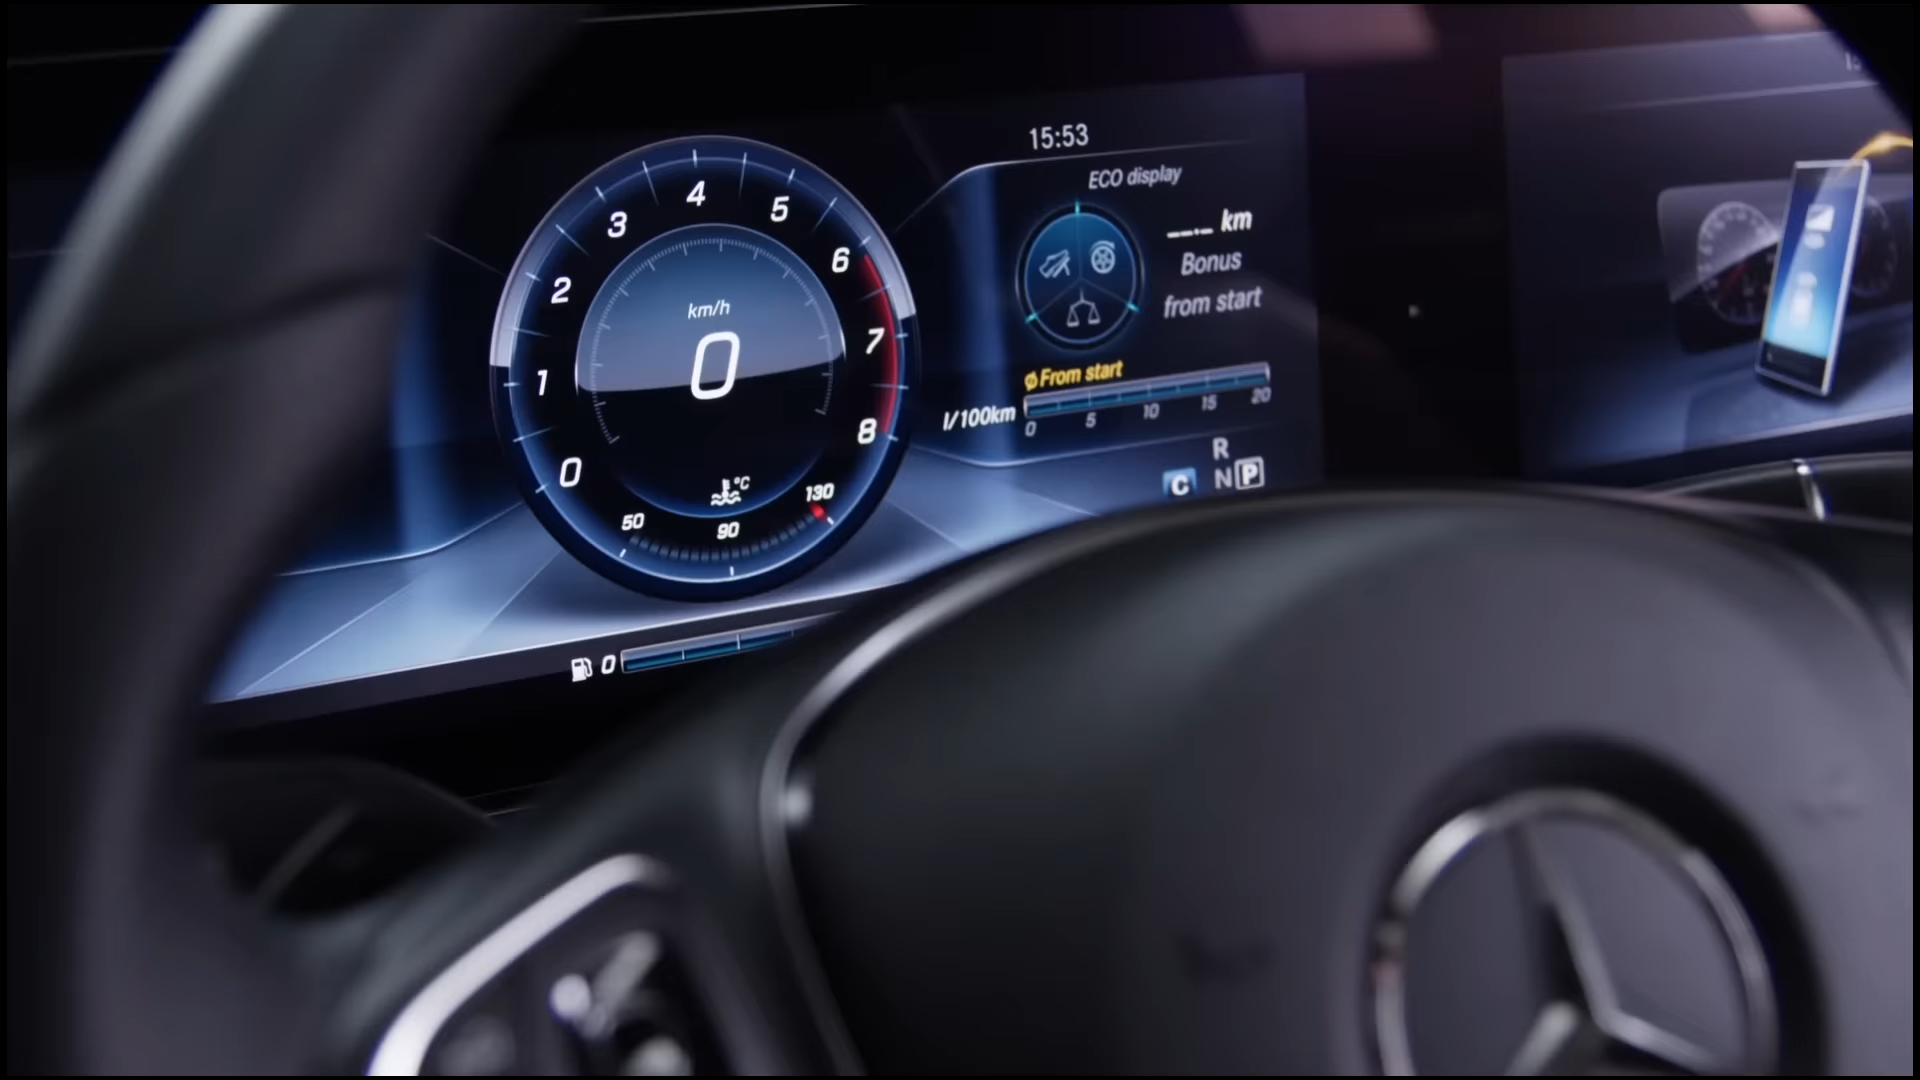 15:53
ECO display
__._ km
Bonus
from start
ø From start
l/100km
0 5 10 15 20
R
C N P
0 1 2 3 4 5 6 7 8
km/h
0
°C
50 90 130
0